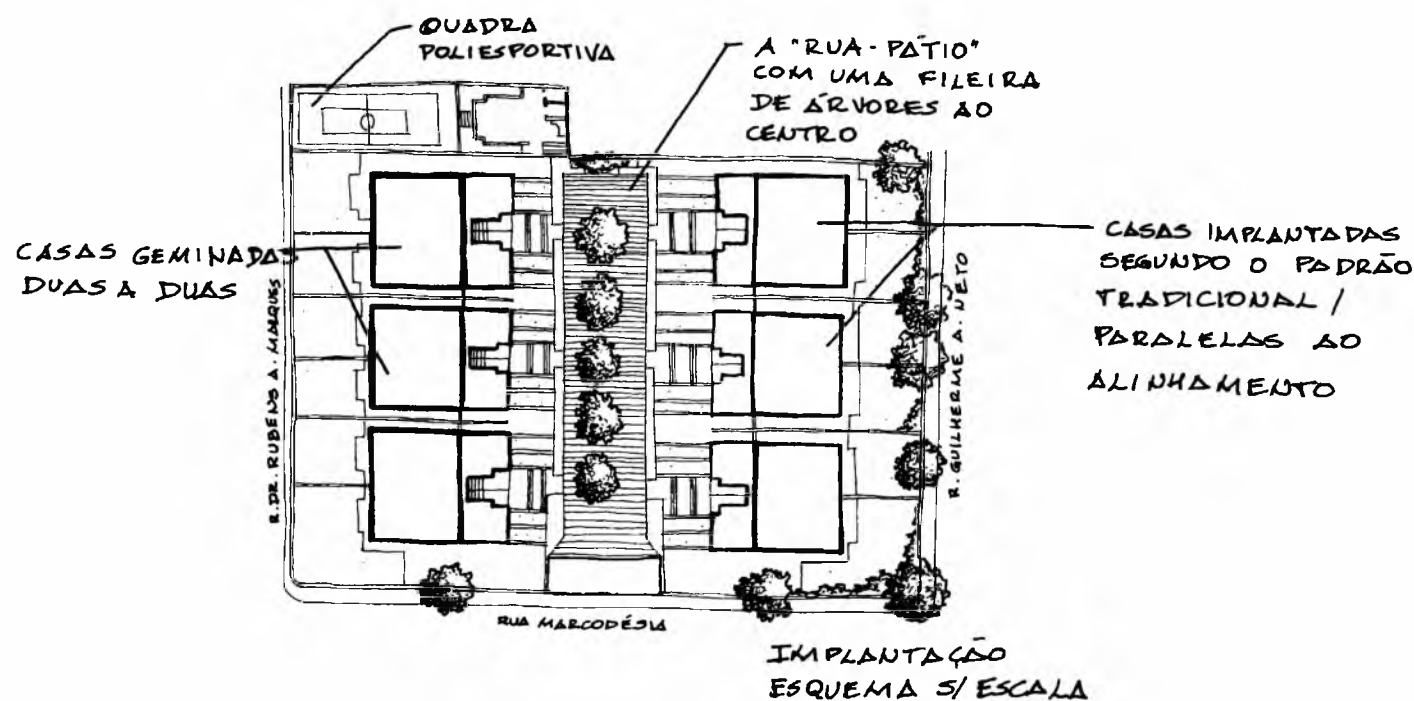 QUADRA
POLIESPORTIVA
A "RUA-PÁTIO"
COM UMA FILEIRA
DE ÁRVORES AO
CENTRO
CASAS GEMINADAS
DUAS A DUAS
CASAS IMPLANTADAS
SEGUNDO O PADRÃO
TRADICIONAL /
PARALELAS AO
ALINHAMENTO
R. DR. RUBENS A. MARQUES
R. GUILHERME A. NETO
RUA MARCODÉSIA
IMPLANTAÇÃO
ESQUEMA S/ ESCALA